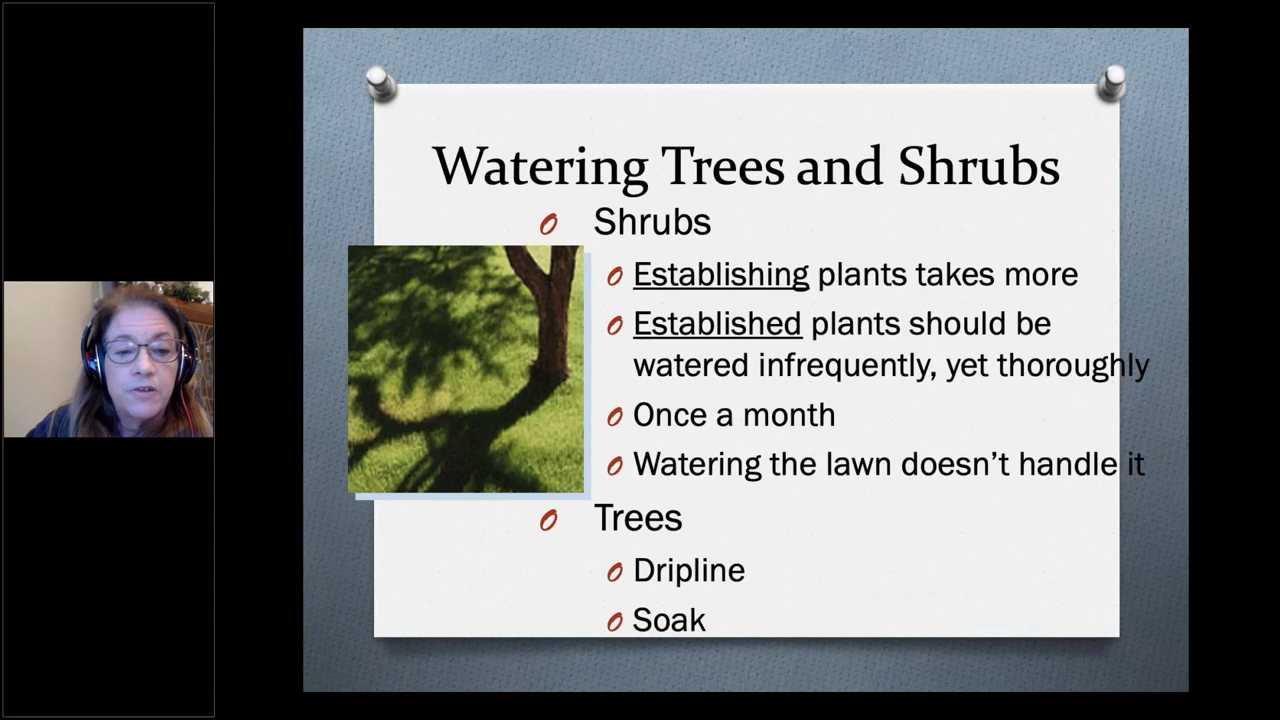 Watering Trees and Shrubs
Shrubs
Establishing plants takes more
Established plants should be
watered infrequently, yet thoroughly
Once a month
Watering the lawn doesn't handle it
Trees
Dripline
Soak